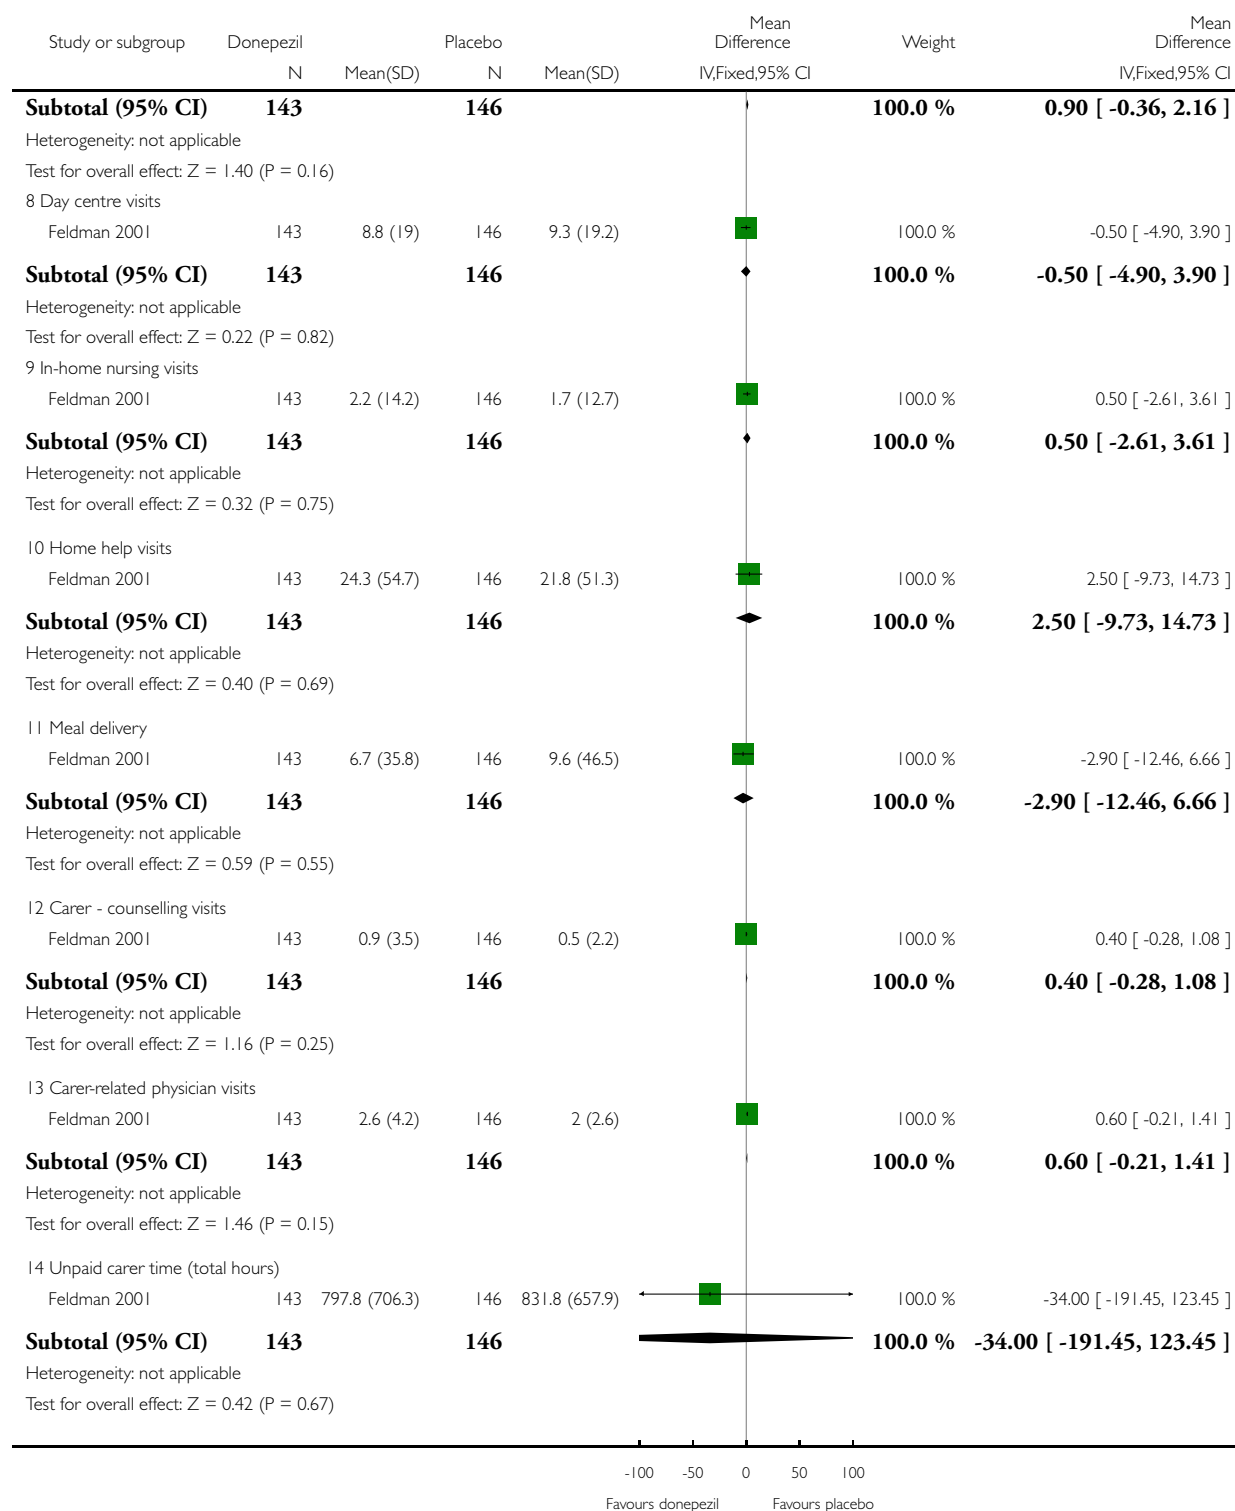 Study or subgroup Donepezil Placebo Mean Difference Weight Mean Difference
N Mean(SD) N Mean(SD) IV,Fixed,95% CI IV,Fixed,95% CI
Subtotal (95% CI) 143 146 100.0 % 0.90 [ -0.36, 2.16 ]
Heterogeneity: not applicable
Test for overall effect: Z = 1.40 (P = 0.16)
8 Day centre visits
Feldman 2001 143 8.8 (19) 146 9.3 (19.2) 100.0 % -0.50 [ -4.90, 3.90 ]
Subtotal (95% CI) 143 146 100.0 % -0.50 [ -4.90, 3.90 ]
Heterogeneity: not applicable
Test for overall effect: Z = 0.22 (P = 0.82)
9 In-home nursing visits
Feldman 2001 143 2.2 (14.2) 146 1.7 (12.7) 100.0 % 0.50 [ -2.61, 3.61 ]
Subtotal (95% CI) 143 146 100.0 % 0.50 [ -2.61, 3.61 ]
Heterogeneity: not applicable
Test for overall effect: Z = 0.32 (P = 0.75)
10 Home help visits
Feldman 2001 143 24.3 (54.7) 146 21.8 (51.3) 100.0 % 2.50 [ -9.73, 14.73 ]
Subtotal (95% CI) 143 146 100.0 % 2.50 [ -9.73, 14.73 ]
Heterogeneity: not applicable
Test for overall effect: Z = 0.40 (P = 0.69)
11 Meal delivery
Feldman 2001 143 6.7 (35.8) 146 9.6 (46.5) 100.0 % -2.90 [ -12.46, 6.66 ]
Subtotal (95% CI) 143 146 100.0 % -2.90 [ -12.46, 6.66 ]
Heterogeneity: not applicable
Test for overall effect: Z = 0.59 (P = 0.55)
12 Carer - counselling visits
Feldman 2001 143 0.9 (3.5) 146 0.5 (2.2) 100.0 % 0.40 [ -0.28, 1.08 ]
Subtotal (95% CI) 143 146 100.0 % 0.40 [ -0.28, 1.08 ]
Heterogeneity: not applicable
Test for overall effect: Z = 1.16 (P = 0.25)
13 Carer-related physician visits
Feldman 2001 143 2.6 (4.2) 146 2 (2.6) 100.0 % 0.60 [ -0.21, 1.41 ]
Subtotal (95% CI) 143 146 100.0 % 0.60 [ -0.21, 1.41 ]
Heterogeneity: not applicable
Test for overall effect: Z = 1.46 (P = 0.15)
14 Unpaid carer time (total hours)
Feldman 2001 143 797.8 (706.3) 146 831.8 (657.9) 100.0 % -34.00 [ -191.45, 123.45 ]
Subtotal (95% CI) 143 146 100.0 % -34.00 [ -191.45, 123.45 ]
Heterogeneity: not applicable
Test for overall effect: Z = 0.42 (P = 0.67)
-100 -50 0 50 100
Favours donepezil Favours placebo